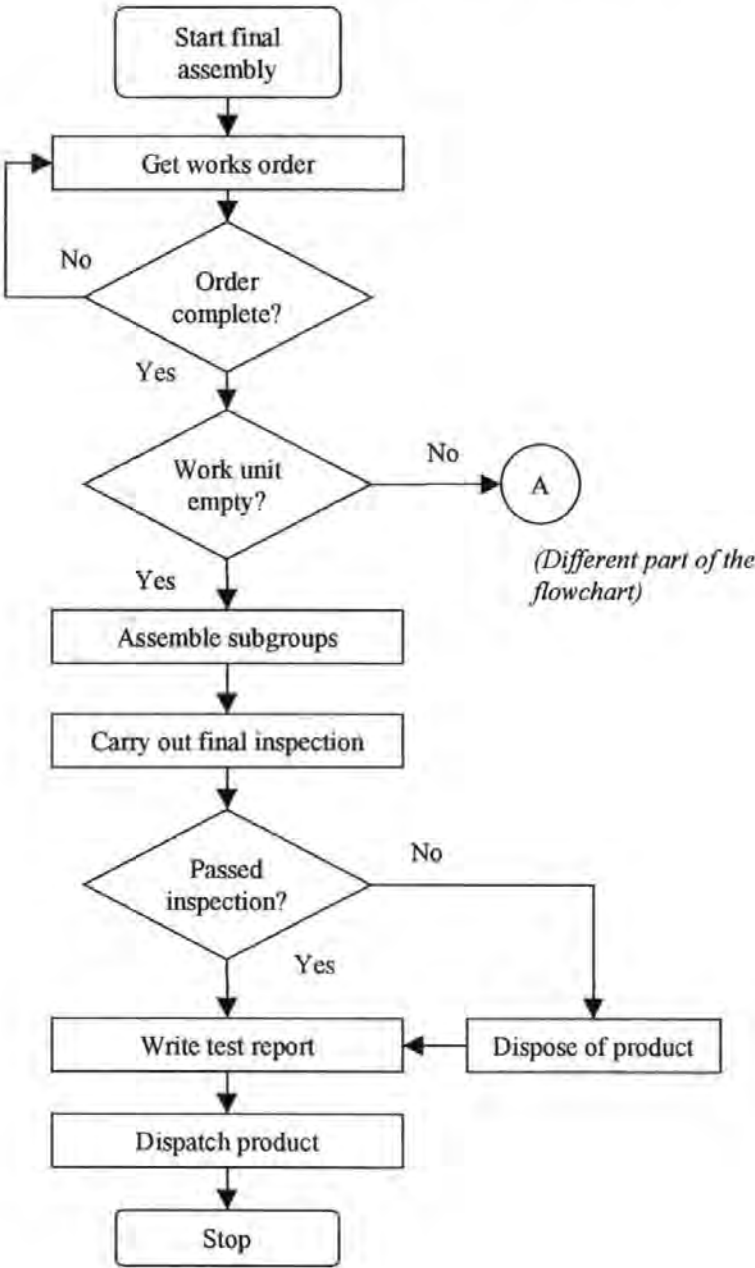 Start final
assembly
Get works order
No
Order
complete?
Yes
Work unit
empty?
No
A
(Different part of the
flowchart)
Yes
Assemble subgroups
Carry out final inspection
Passed
inspection?
No
Yes
Write test report
Dispose of product
Dispatch product
Stop